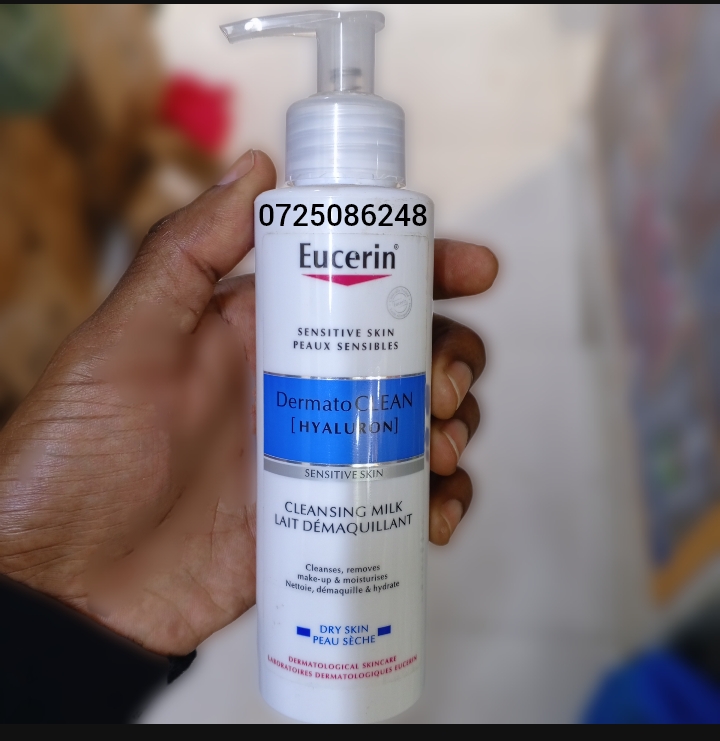 0725086248
Eucerin®
SENSITIVE SKIN
PEAUX SENSIBLES
DermatoCLEAN
[HYALURON]
SENSITIVE SKIN
CLEANSING MILK
LAIT DÉMAQUILLANT
Cleanses, removes
make-up & moisturises
Nettoie, démaquille & hydrate
DRY SKIN
PEAU SÈCHE
DERMATOLOGICAL SKINCARE
LABORATOIRES DERMATOLOGIQUES EUCERIN